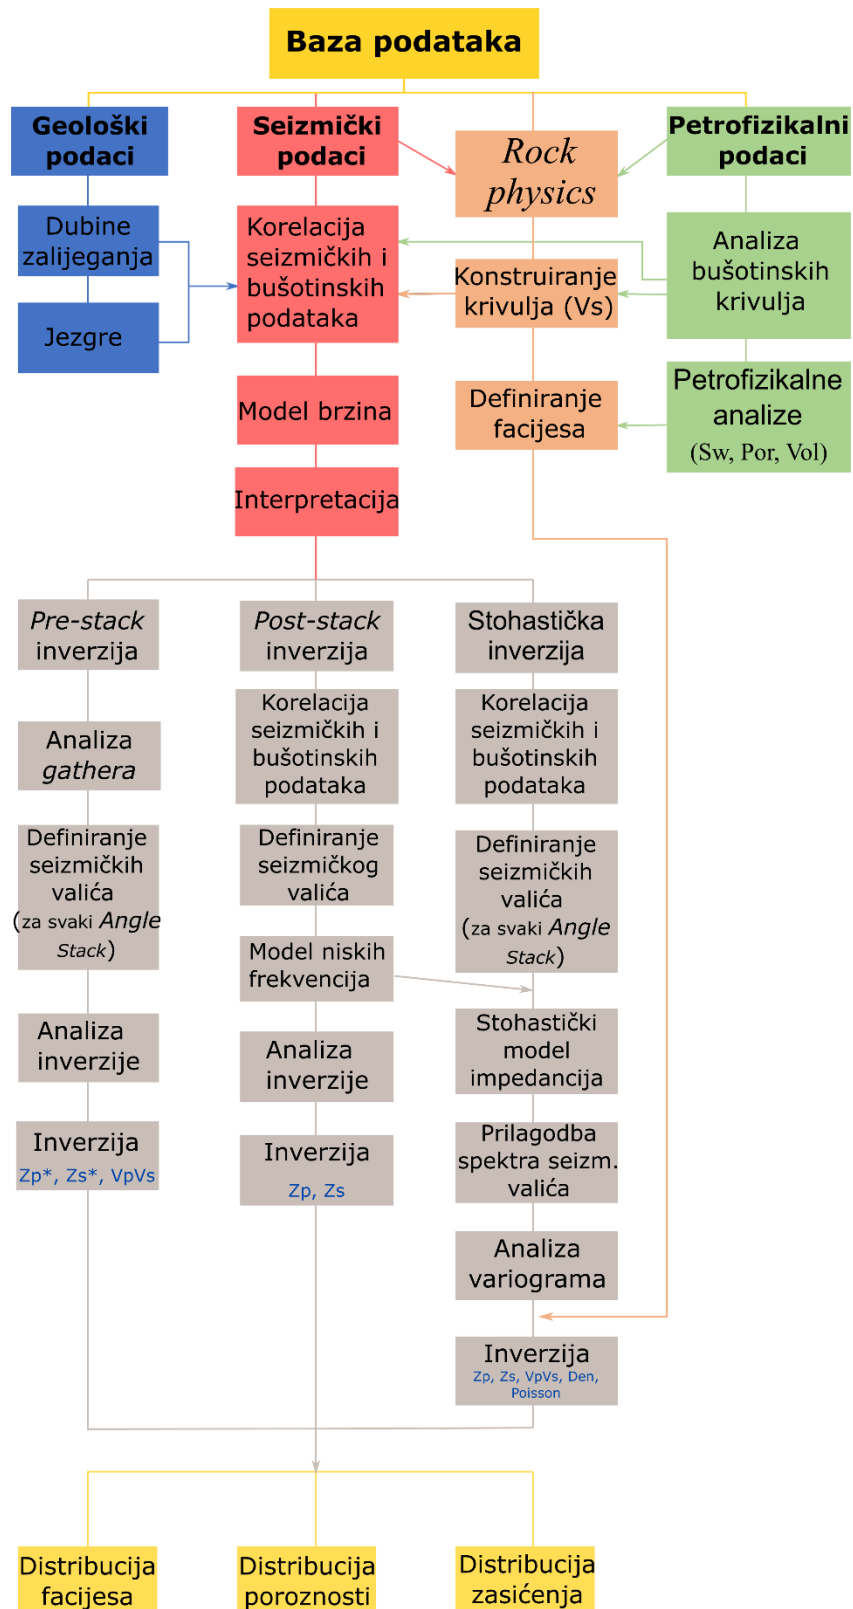 Baza podataka
Geološki
podaci
Seizmički
podaci
Rock
physics
Petrofizikalni
podaci
Dubine
zalijeganja
Jezgre
Korelacija
seizmičkih i
bušotinskih
podataka
Konstruiranje
krivulja (Vs)
Analiza
bušotinskih
krivulja
Model brzina
Definiranje
facijesa
Petrofizikalne
analize
(Sw, Por, Vol)
Interpretacija
Pre-stack
inverzija
Analiza
gathera
Definiranje
seizmičkih
valića
(za svaki Angle
Stack)
Analiza
inverzije
Inverzija
Zp*, Zs*, VpVs
Post-stack
inverzija
Korelacija
seizmičkih i
bušotinskih
podataka
Definiranje
seizmičkog
valića
Model niskih
frekvencija
Analiza
inverzije
Inverzija
Zp, Zs
Stohastička
inverzija
Korelacija
seizmičkih i
bušotinskih
podataka
Definiranje
seizmičkih
valića
(za svaki Angle
Stack)
Stohastički
model
impedancija
Prilagodba
spektra seizm.
valića
Analiza
variograma
Inverzija
Zp, Zs, VpVs, Den,
Poisson
Distribucija
facijesa
Distribucija
poroznosti
Distribucija
zasićenja